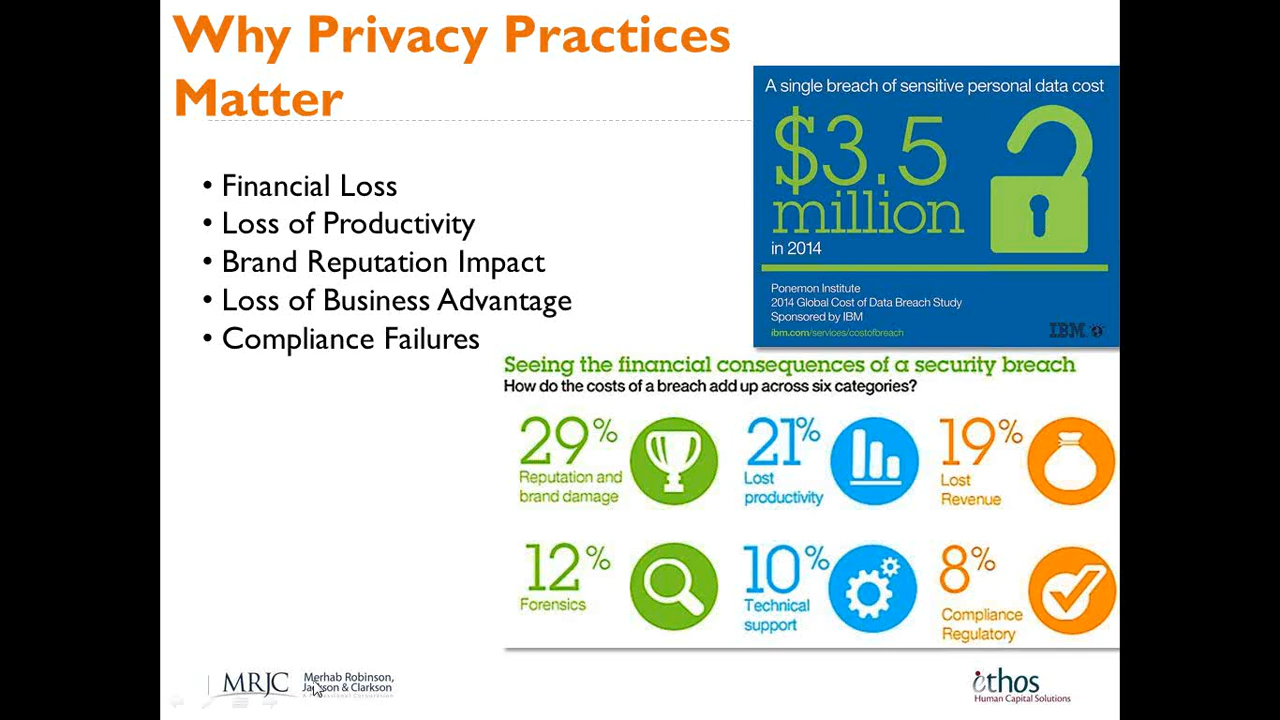 Why Privacy Practices
Matter
• Financial Loss
• Loss of Productivity
• Brand Reputation Impact
• Loss of Business Advantage
• Compliance Failures
A single breach of sensitive personal data cost
$3.5
million
in 2014
Ponemon Institute
2014 Global Cost of Data Breach Study
Sponsored by IBM
ibm.com/services/costofbreach
IBM
Seeing the financial consequences of a security breach
How do the costs of a breach add up across six categories?
29%
Reputation and
brand damage
21%
Lost
productivity
19%
Lost
Revenue
12%
Forensics
10%
Technical
support
8%
Compliance
Regulatory
MRJC
Merhab Robinson,
Jackson & Clarkson
ithos
Human Capital Solutions